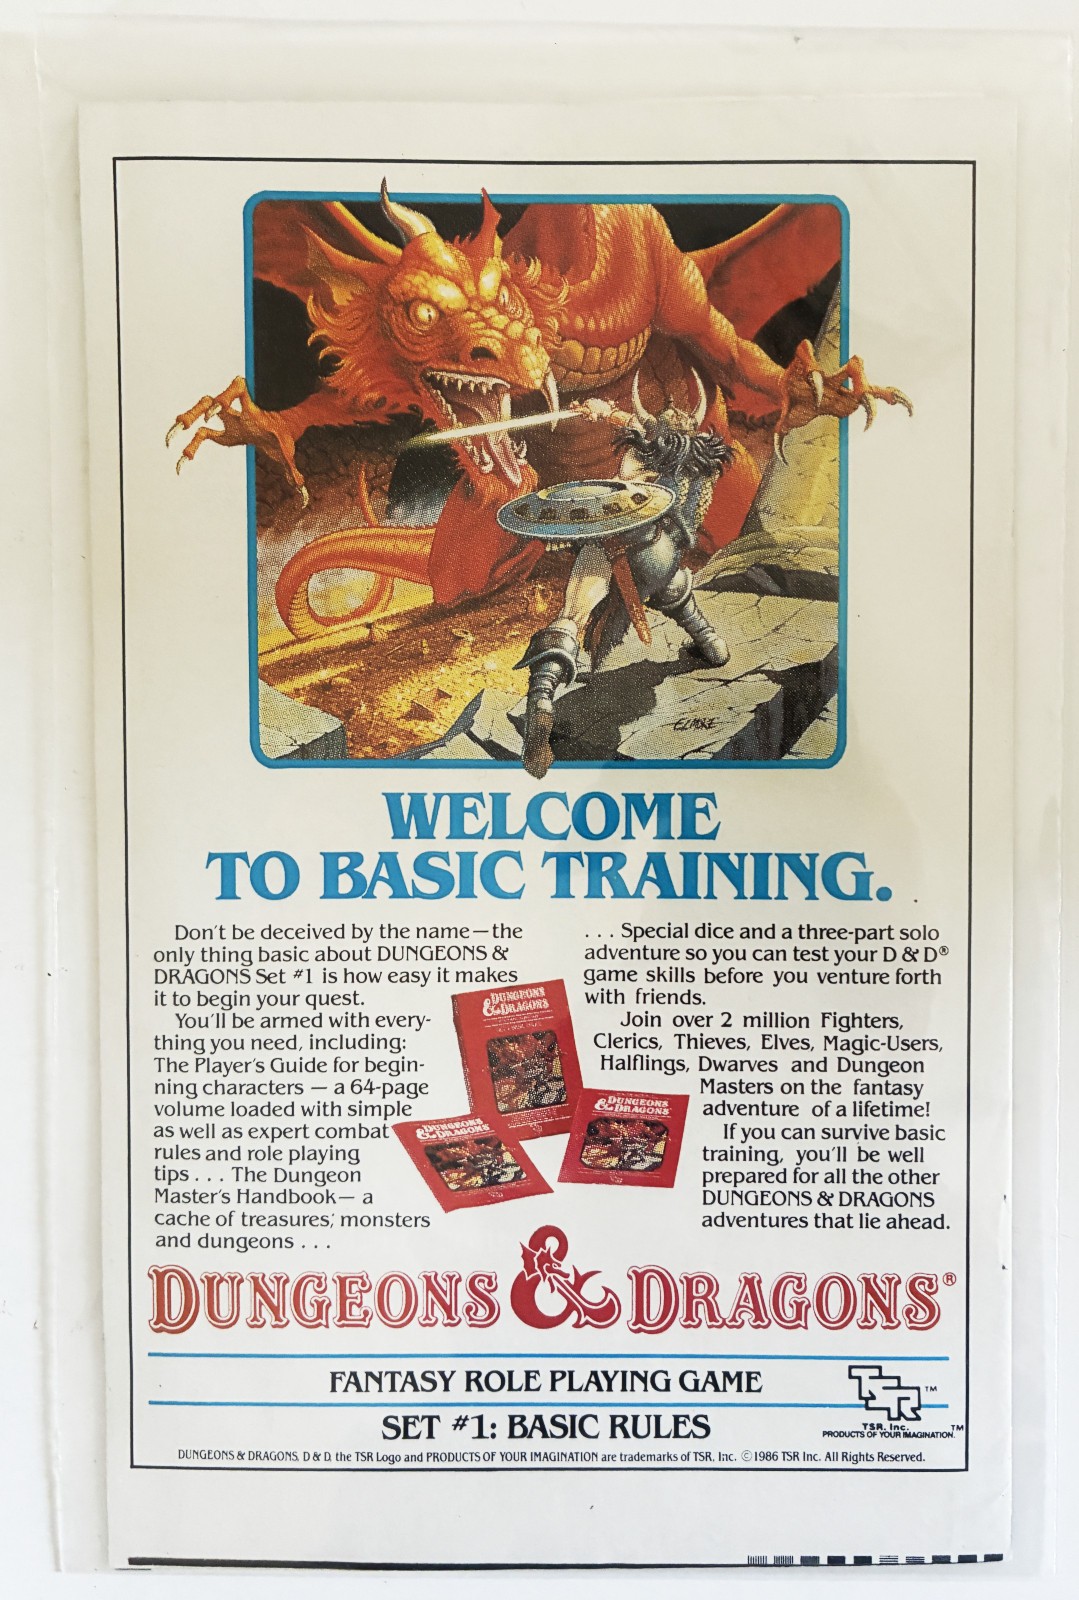 ELMORE
WELCOME
TO BASIC TRAINING.
Don't be deceived by the name—the
only thing basic about DUNGEONS &
DRAGONS Set #1 is how easy it makes
it to begin your quest.
You'll be armed with every-
thing you need, including:
The Player's Guide for begin-
ning characters — a 64-page
volume loaded with simple
as well as expert combat
rules and role playing
tips . . . The Dungeon
Master's Handbook— a
cache of treasures, monsters
and dungeons . . .
. . . Special dice and a three-part solo
adventure so you can test your D & D®
game skills before you venture forth
with friends.
Join over 2 million Fighters,
Clerics, Thieves, Elves, Magic-Users,
Halflings, Dwarves and Dungeon
Masters on the fantasy
adventure of a lifetime!
If you can survive basic
training, you'll be well
prepared for all the other
DUNGEONS & DRAGONS
adventures that lie ahead.
DUNGEONS
& DRAGONS
DUNGEONS
& DRAGONS
DUNGEONS
& DRAGONS
DUNGEONS & DRAGONS®
FANTASY ROLE PLAYING GAME
SET #1: BASIC RULES
TSR™
TSR, Inc.
PRODUCTS OF YOUR IMAGINATION.™
DUNGEONS & DRAGONS, D & D, the TSR Logo and PRODUCTS OF YOUR IMAGINATION are trademarks of TSR, Inc. ©1986 TSR Inc. All Rights Reserved.